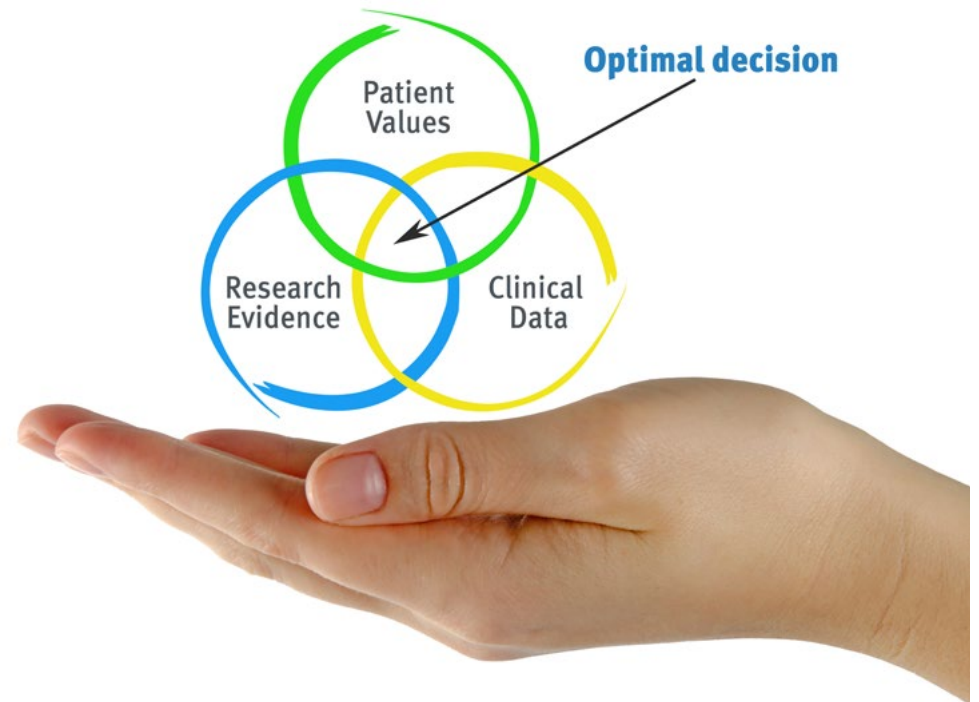 Optimal decision
Patient
Values
Research
Evidence
Clinical
Data